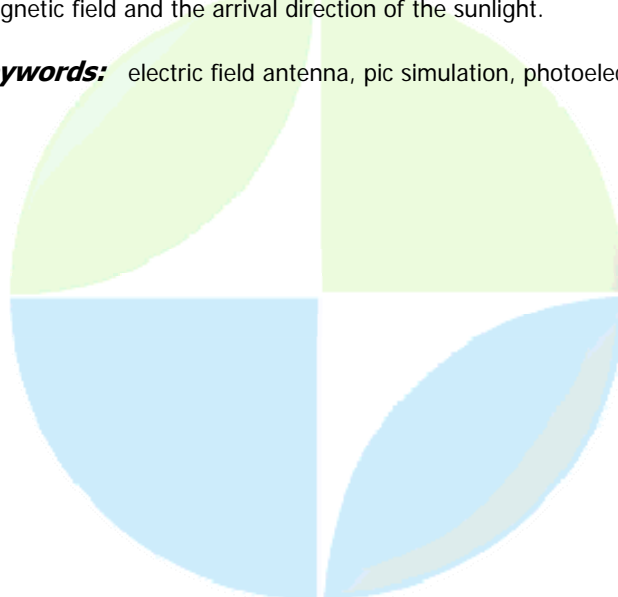 gnetic field and the arrival direction of the sunlight.
ywords: electric field antenna, pic simulation, photoelec